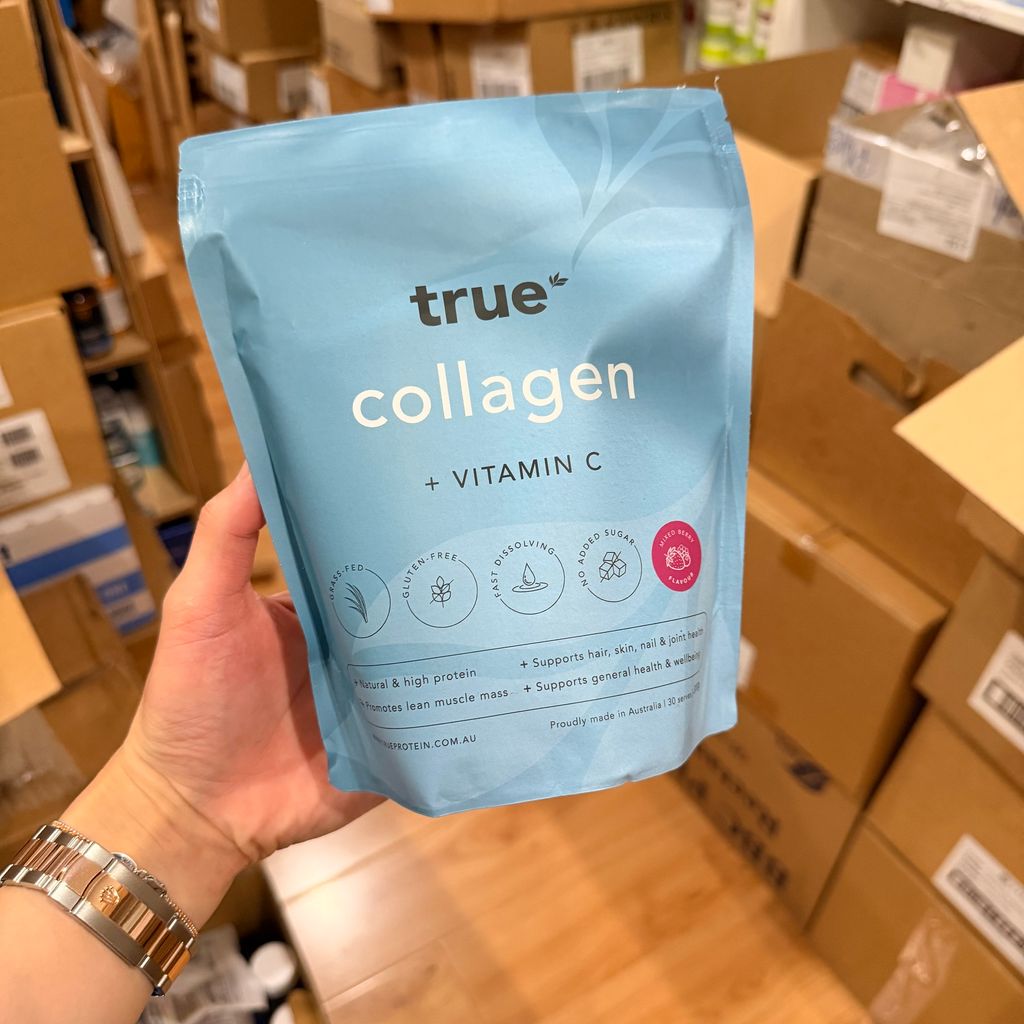 true
collagen
+ VITAMIN C
GRASS-FED
GLUTEN-FREE
FAST DISSOLVING
NO ADDED SUGAR
MIXED BERRY
FLAVOUR
+ Natural & high protein
+ Supports hair, skin, nail & joint health
+ Promotes lean muscle mass
+ Supports general health & wellbeing
Proudly made in Australia | 30 serves
TRUEPROTEIN.COM.AU